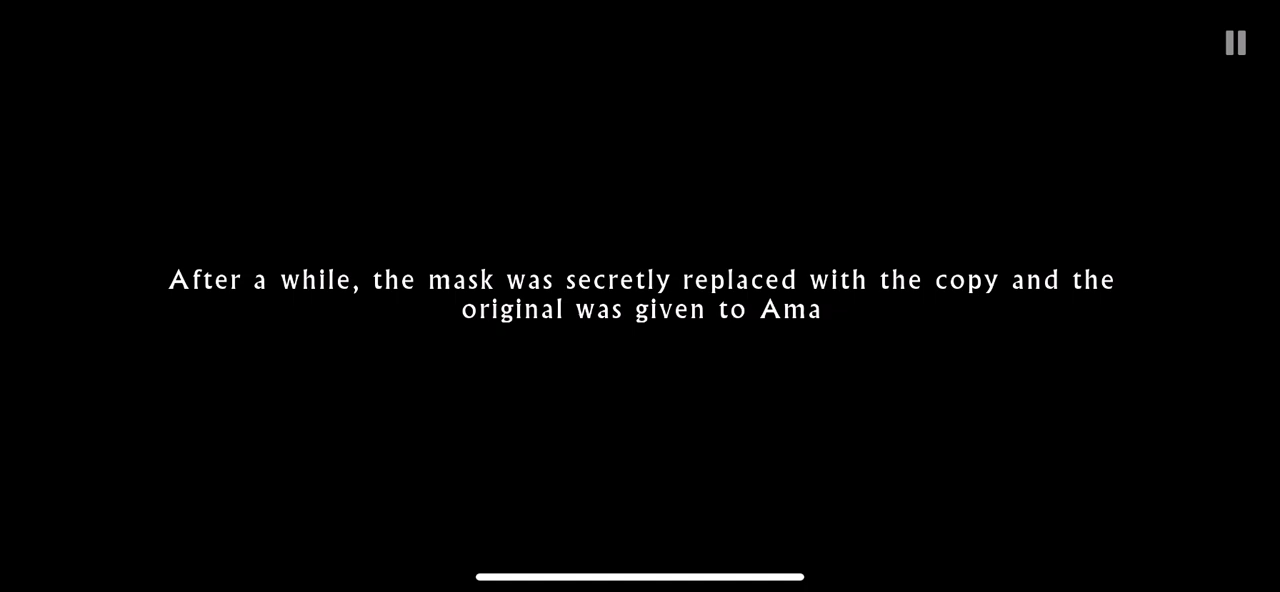 After a while, the mask was secretly replaced with the copy and the
original was given to Ama